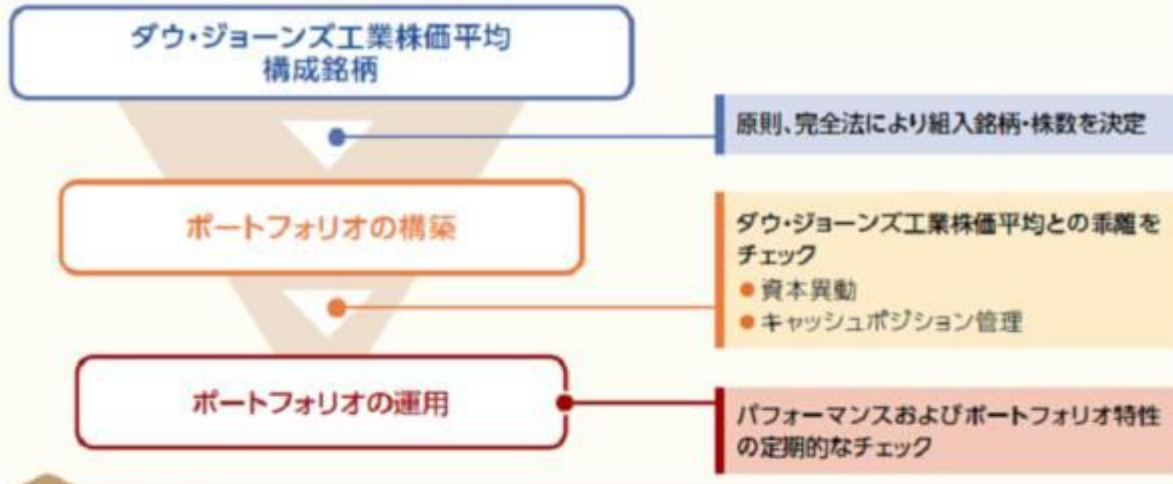 ダウ・ジョーンズ工業株価平均
構成銘柄
原則、完全法により組入銘柄・株数を決定
ポートフォリオの構築
ダウ・ジョーンズ工業株価平均との乖離を
チェック
●資本異動
●キャッシュポジション管理
ポートフォリオの運用
パフォーマンスおよびポートフォリオ特性
の定期的なチェック